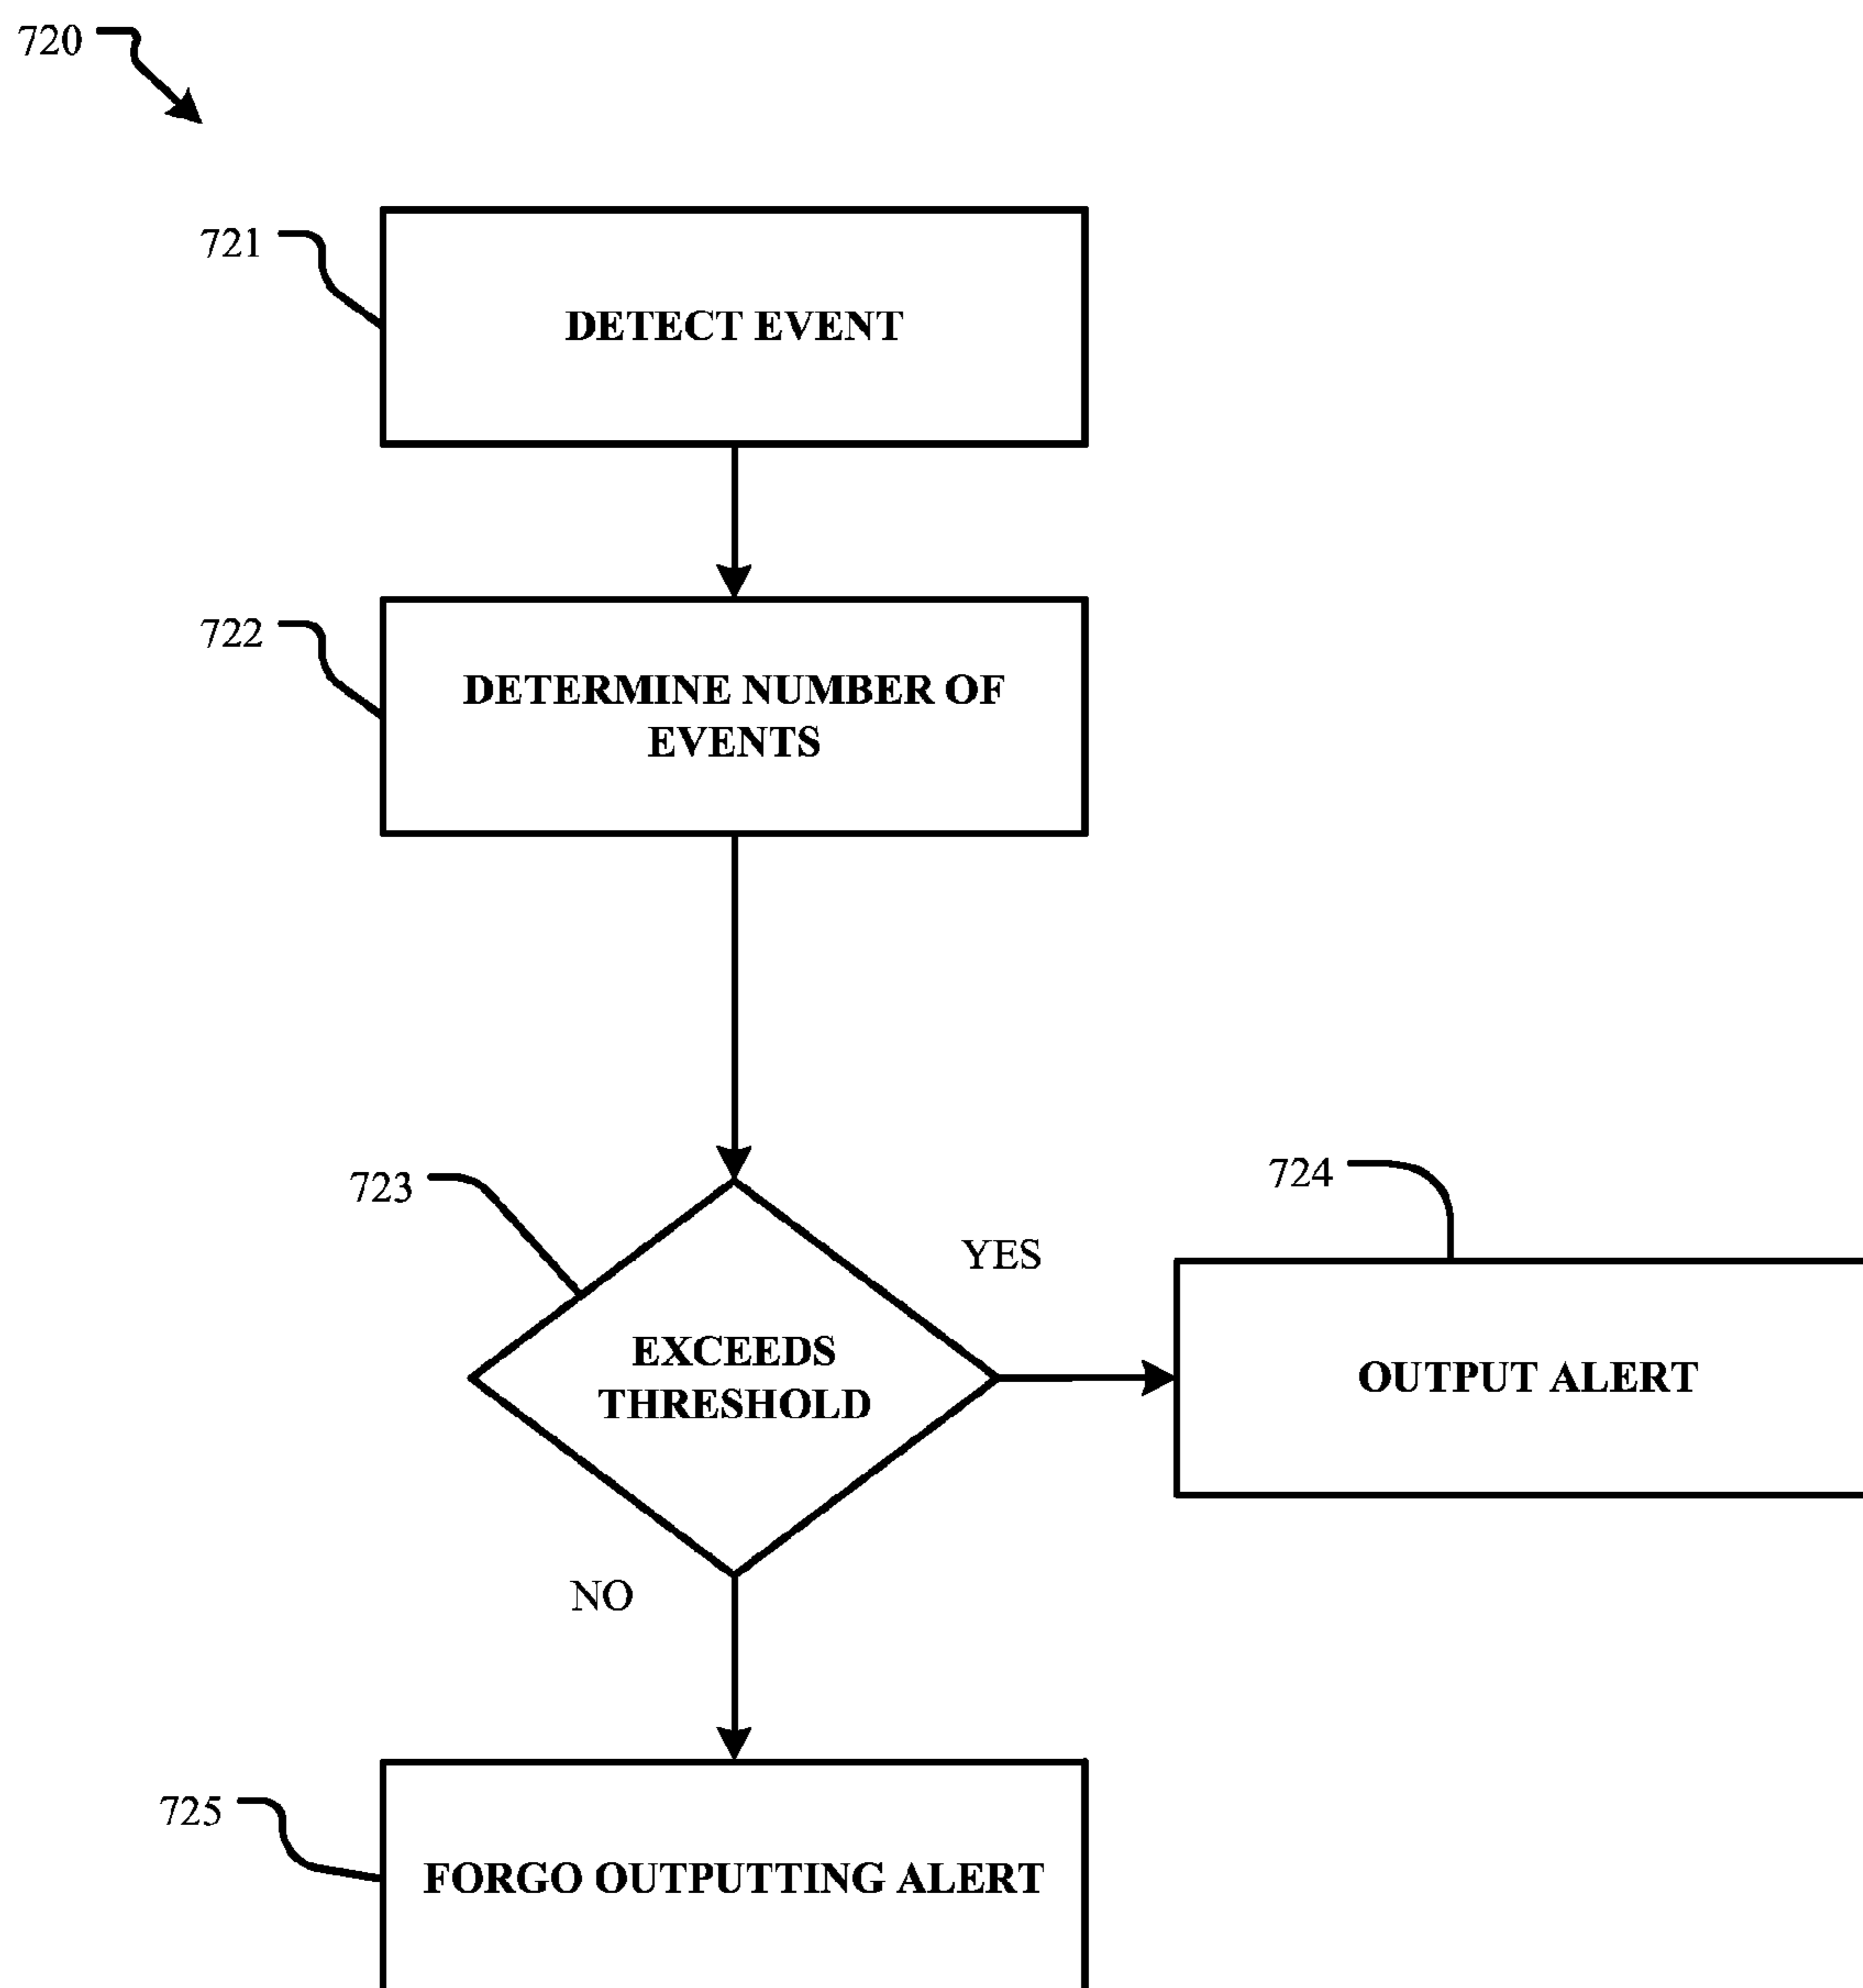 720
721
DETECT EVENT
722
DETERMINE NUMBER OF
EVENTS
723
724
YES
EXCEEDS
THRESHOLD
OUTPUT ALERT
NO
725
FORGO OUTPUTTING ALERT